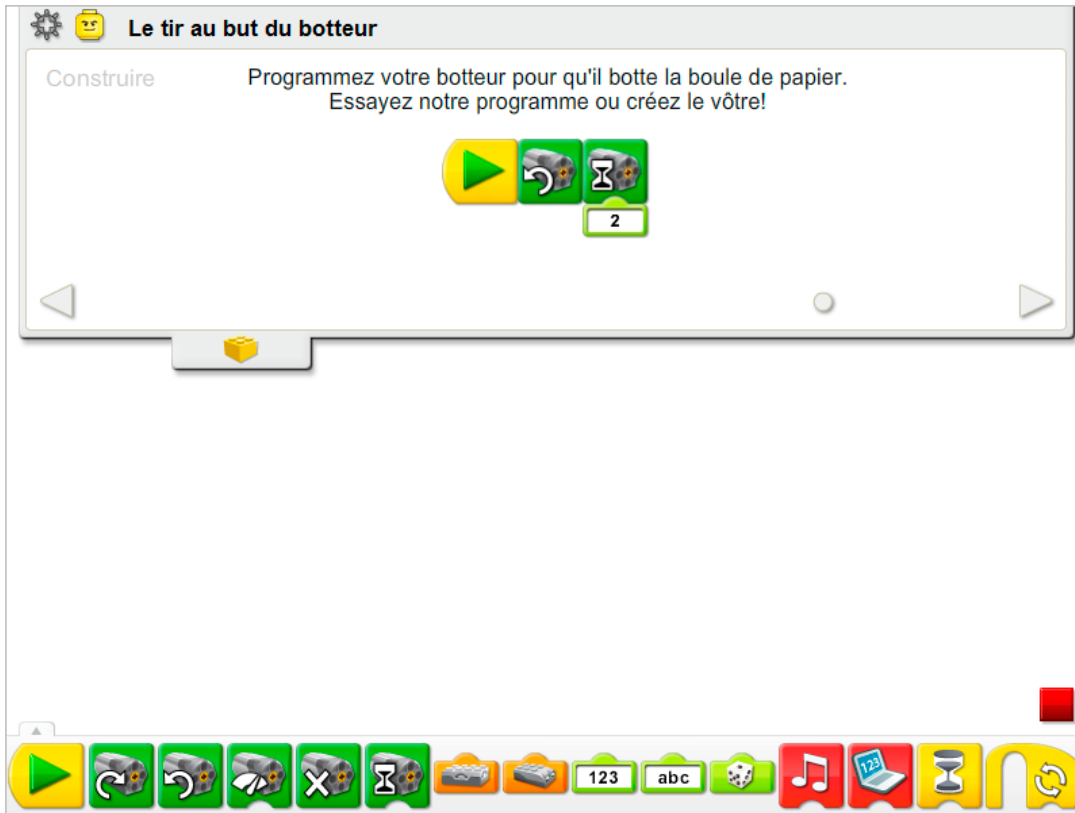 Le tir au but du botteur
Construire
Programmez votre botteur pour qu'il botte la boule de papier.
Essayez notre programme ou créez le vôtre!
2
123
abc
123